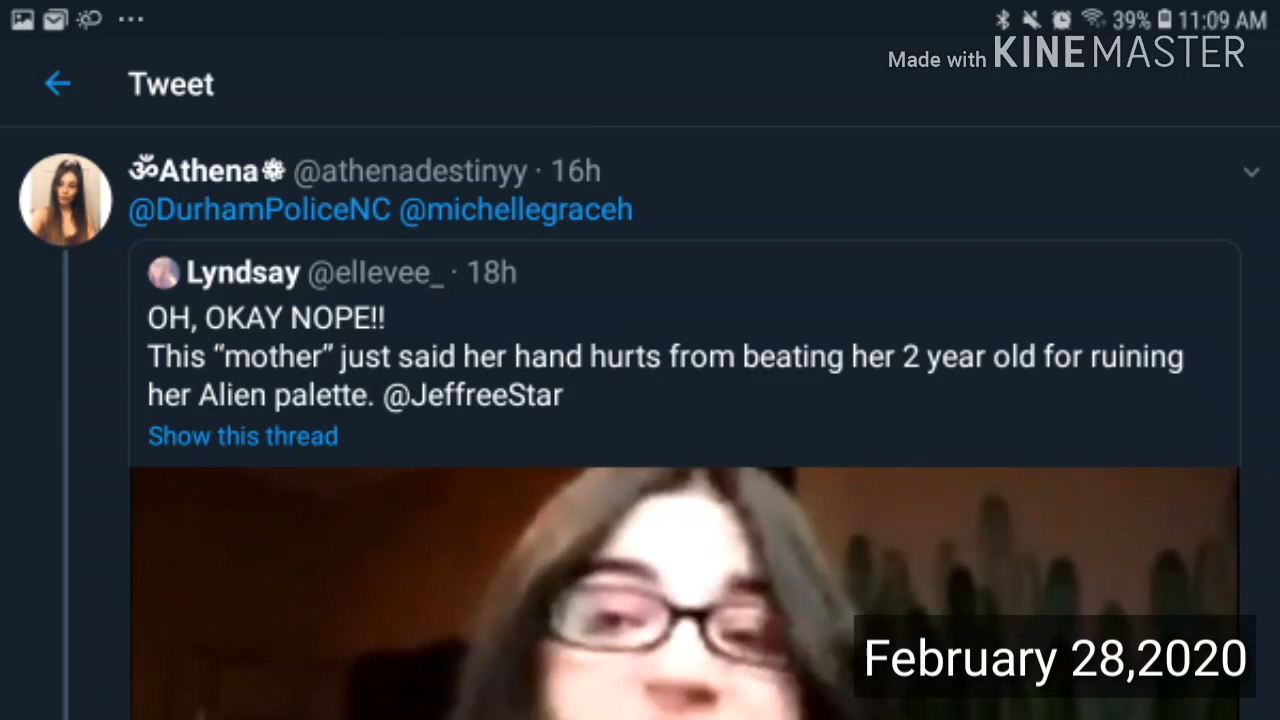 39% 11:09 AM
Made with KINEMASTER
Tweet
ॐAthena❁ @athenadestinyy · 16h
@DurhamPoliceNC @michellegraceh
Lyndsay @ellevee_ · 18h
OH, OKAY NOPE!!
This “mother” just said her hand hurts from beating her 2 year old for ruining
her Alien palette. @JeffreeStar
Show this thread
February 28,2020